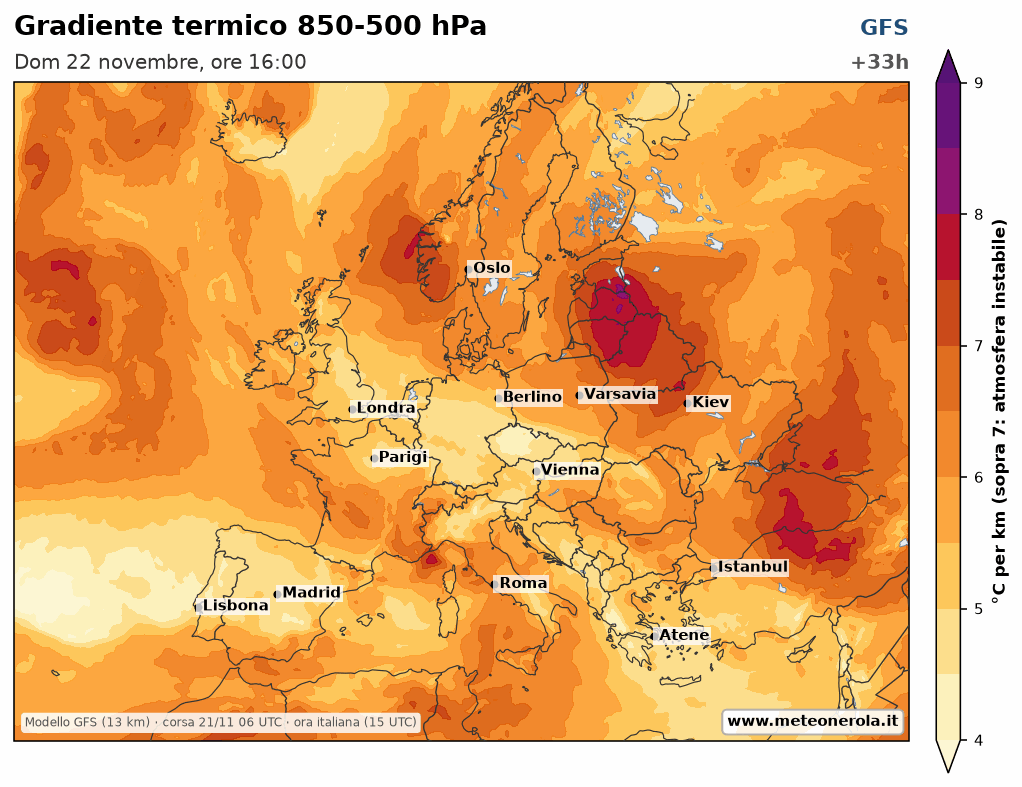 Gradiente termico 850-500 hPa
GFS
Dom 22 novembre, ore 16:00
+33h
Oslo
Londra
Berlino
Varsavia
Kiev
Parigi
Vienna
Istanbul
Roma
Madrid
Lisbona
Atene
Modello GFS (13 km) · corsa 21/11 06 UTC · ora italiana (15 UTC)
www.meteonerola.it
9
8
7
6
5
4
°C per km (sopra 7: atmosfera instabile)